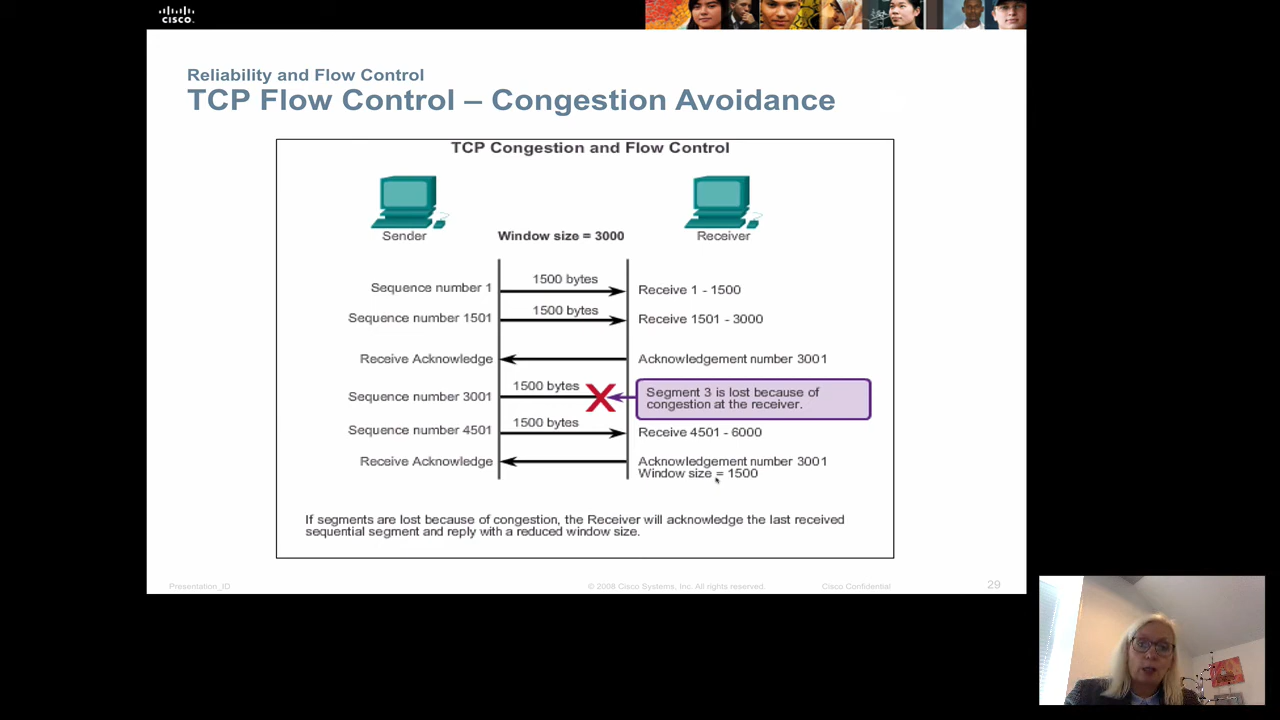 CISCO
Reliability and Flow Control
TCP Flow Control – Congestion Avoidance
TCP Congestion and Flow Control
Sender
Window size = 3000
Receiver
Sequence number 1
1500 bytes
Receive 1 - 1500
Sequence number 1501
1500 bytes
Receive 1501 - 3000
Receive Acknowledge
Acknowledgement number 3001
Sequence number 3001
1500 bytes
Segment 3 is lost because of
congestion at the receiver.
Sequence number 4501
1500 bytes
Receive 4501 - 6000
Receive Acknowledge
Acknowledgement number 3001
Window size = 1500
If segments are lost because of congestion, the Receiver will acknowledge the last received
sequential segment and reply with a reduced window size.
Presentation_ID
© 2008 Cisco Systems, Inc. All rights reserved.
Cisco Confidential
29